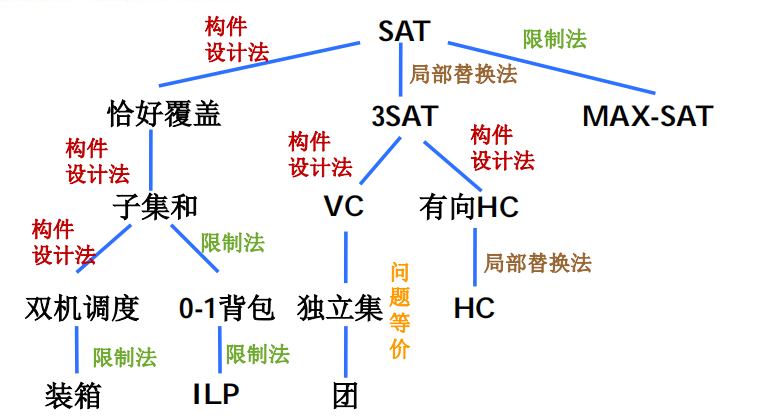 SAT
构件
设计法
限制法
局部替换法
恰好覆盖
3SAT
MAX-SAT
构件
设计法
构件
设计法
构件
设计法
子集和
VC
有向HC
构件
设计法
限制法
局部替换法
问
题
等
价
双机调度
0-1背包
独立集
HC
限制法
限制法
装箱
ILP
团